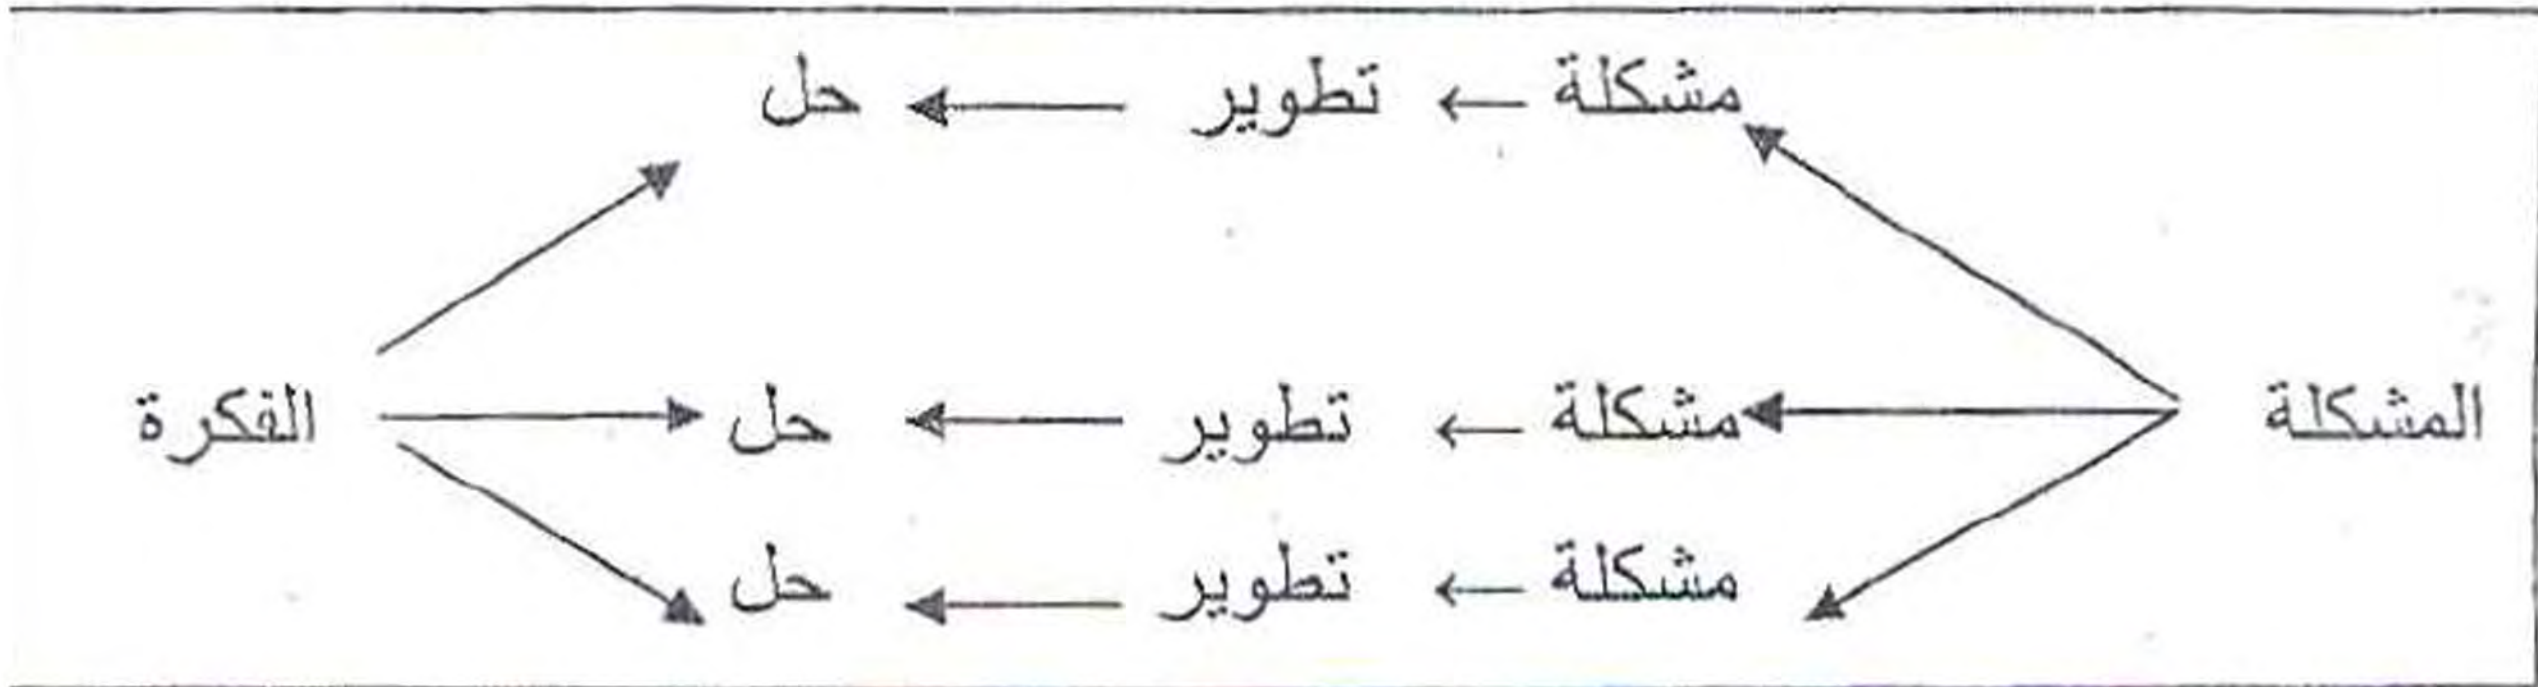 مشكلة ← تطوير ← حل
المشكلة مشكلة ← تطوير ← حل الفكرة
مشكلة ← تطوير ← حل